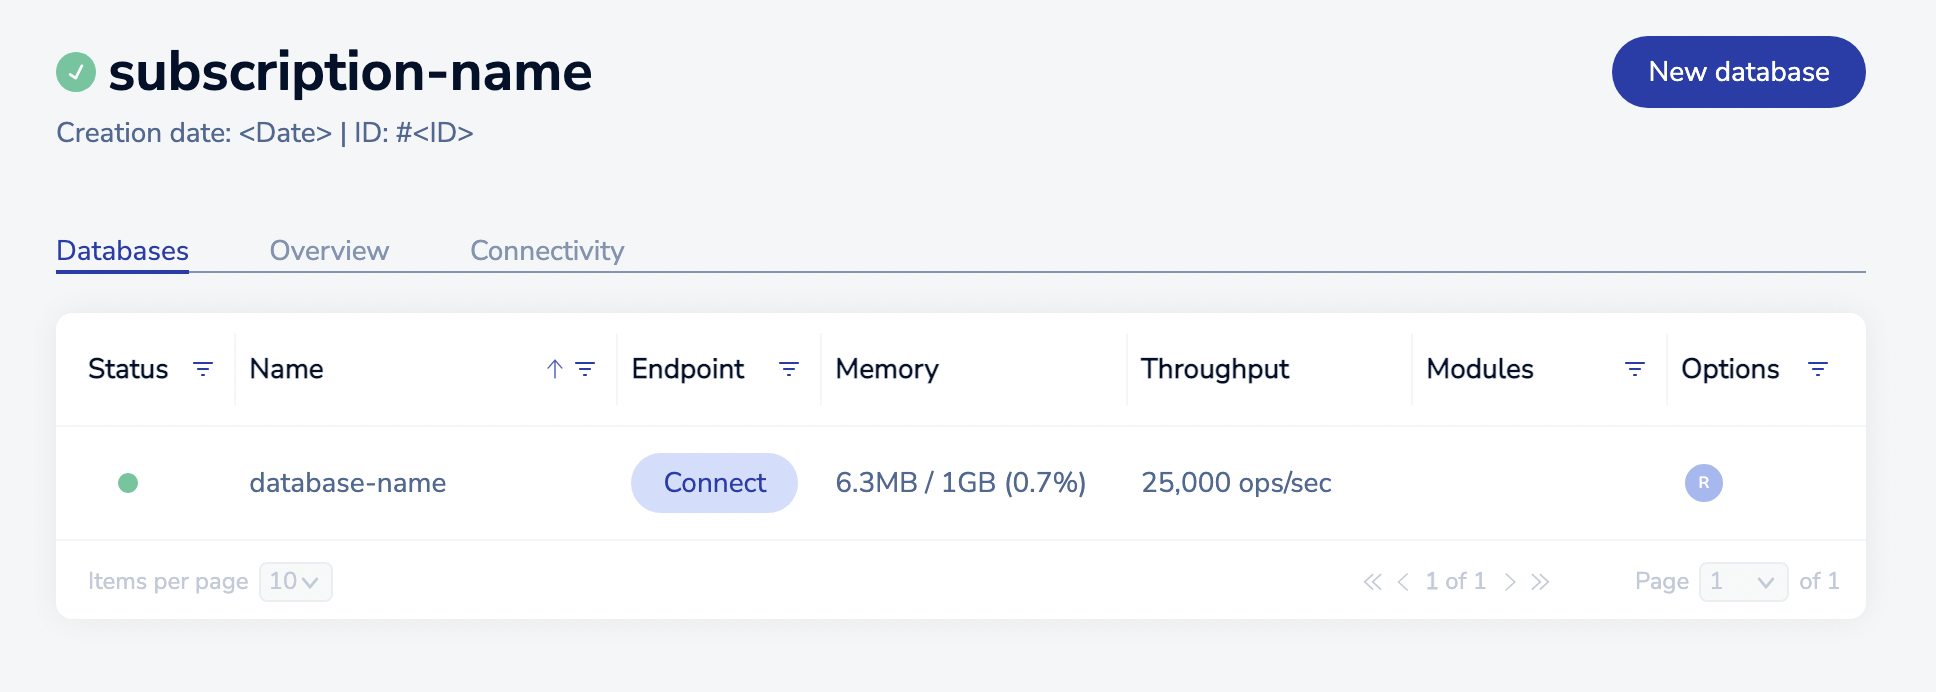 subscription-name
New database
Creation date: <Date> | ID: #<ID>
Databases Overview Connectivity
Status Name Endpoint Memory Throughput Modules Options
database-name Connect 6.3MB / 1GB (0.7%) 25,000 ops/sec R
Items per page 10 1 of 1 Page 1 of 1